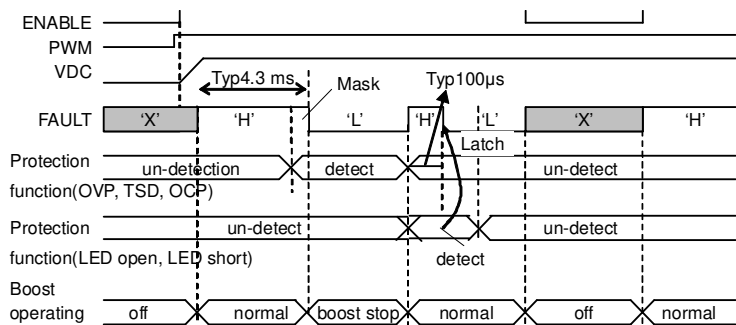 ENABLE
PWM
VDC
Typ4.3 ms
Mask
Typ100µs
FAULT
'X' 'H' 'L' 'H' 'L' 'X' 'H'
Latch
Protection
function(OVP, TSD, OCP)
un-detection detect un-detect
Protection
function(LED open, LED short)
un-detect un-detect
detect
Boost
operating
off normal boost stop normal off normal